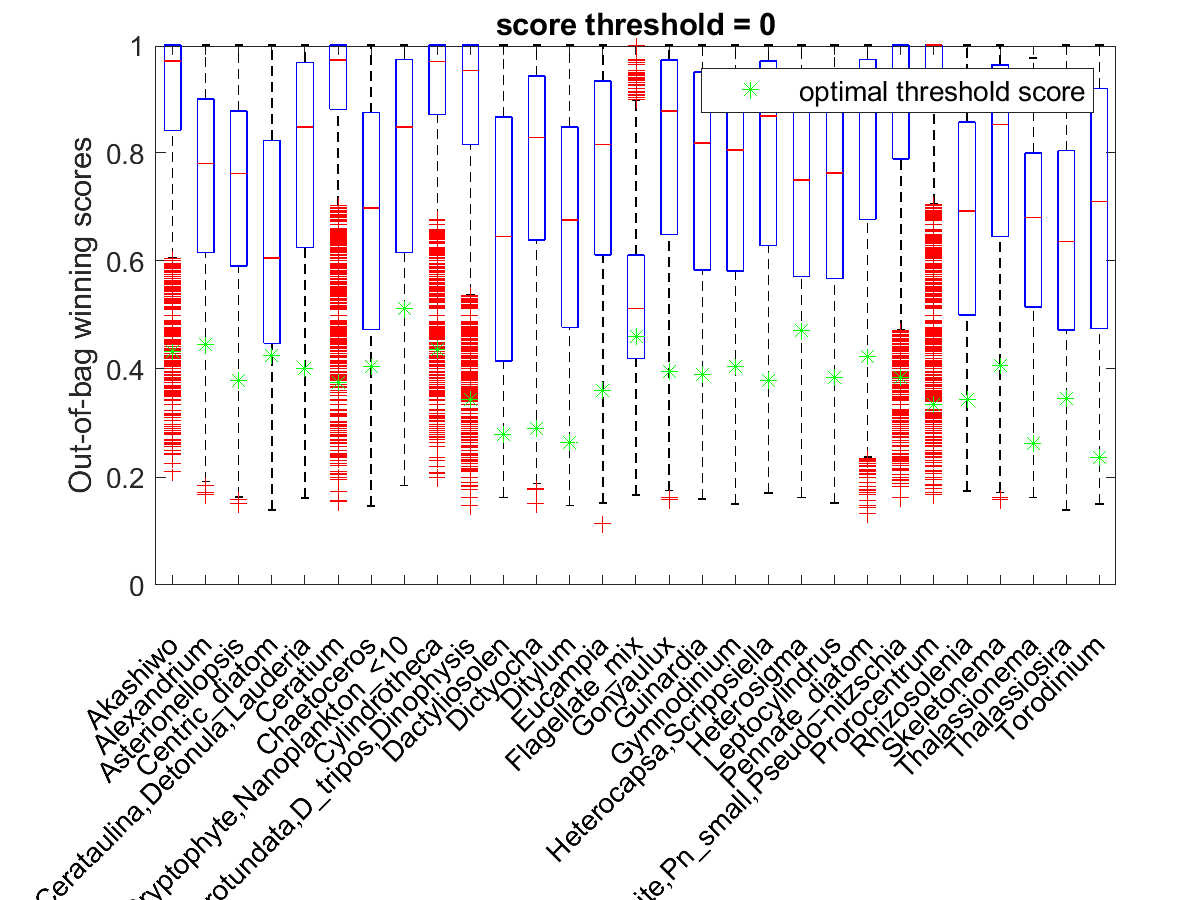 score threshold = 0
optimal threshold score
Out-of-bag winning scores
1
0.8
0.6
0.4
0.2
0
Akashiwo
Alexandrium
Asterionellopsis
Centric_diatom
Cerataulina,Detonula,Lauderia
Ceratium
Chaetoceros
ryptophyte,Nanoplankton_<10
Cylindrotheca
rotundata,D_tripos,Dinophysis
Dactyliosolen
Dictyocha
Ditylum
Eucampia
Flagellate_mix
Gonyaulux
Guinardia
Gymnodinium
Heterocapsa,Scrippsiella
Heterosigma
Leptocylindrus
Pennate_diatom
ite,Pn_small,Pseudo-nitzschia
Prorocentrum
Rhizosolenia
Skeletonema
Thalassionema
Thalassiosira
Torodinium